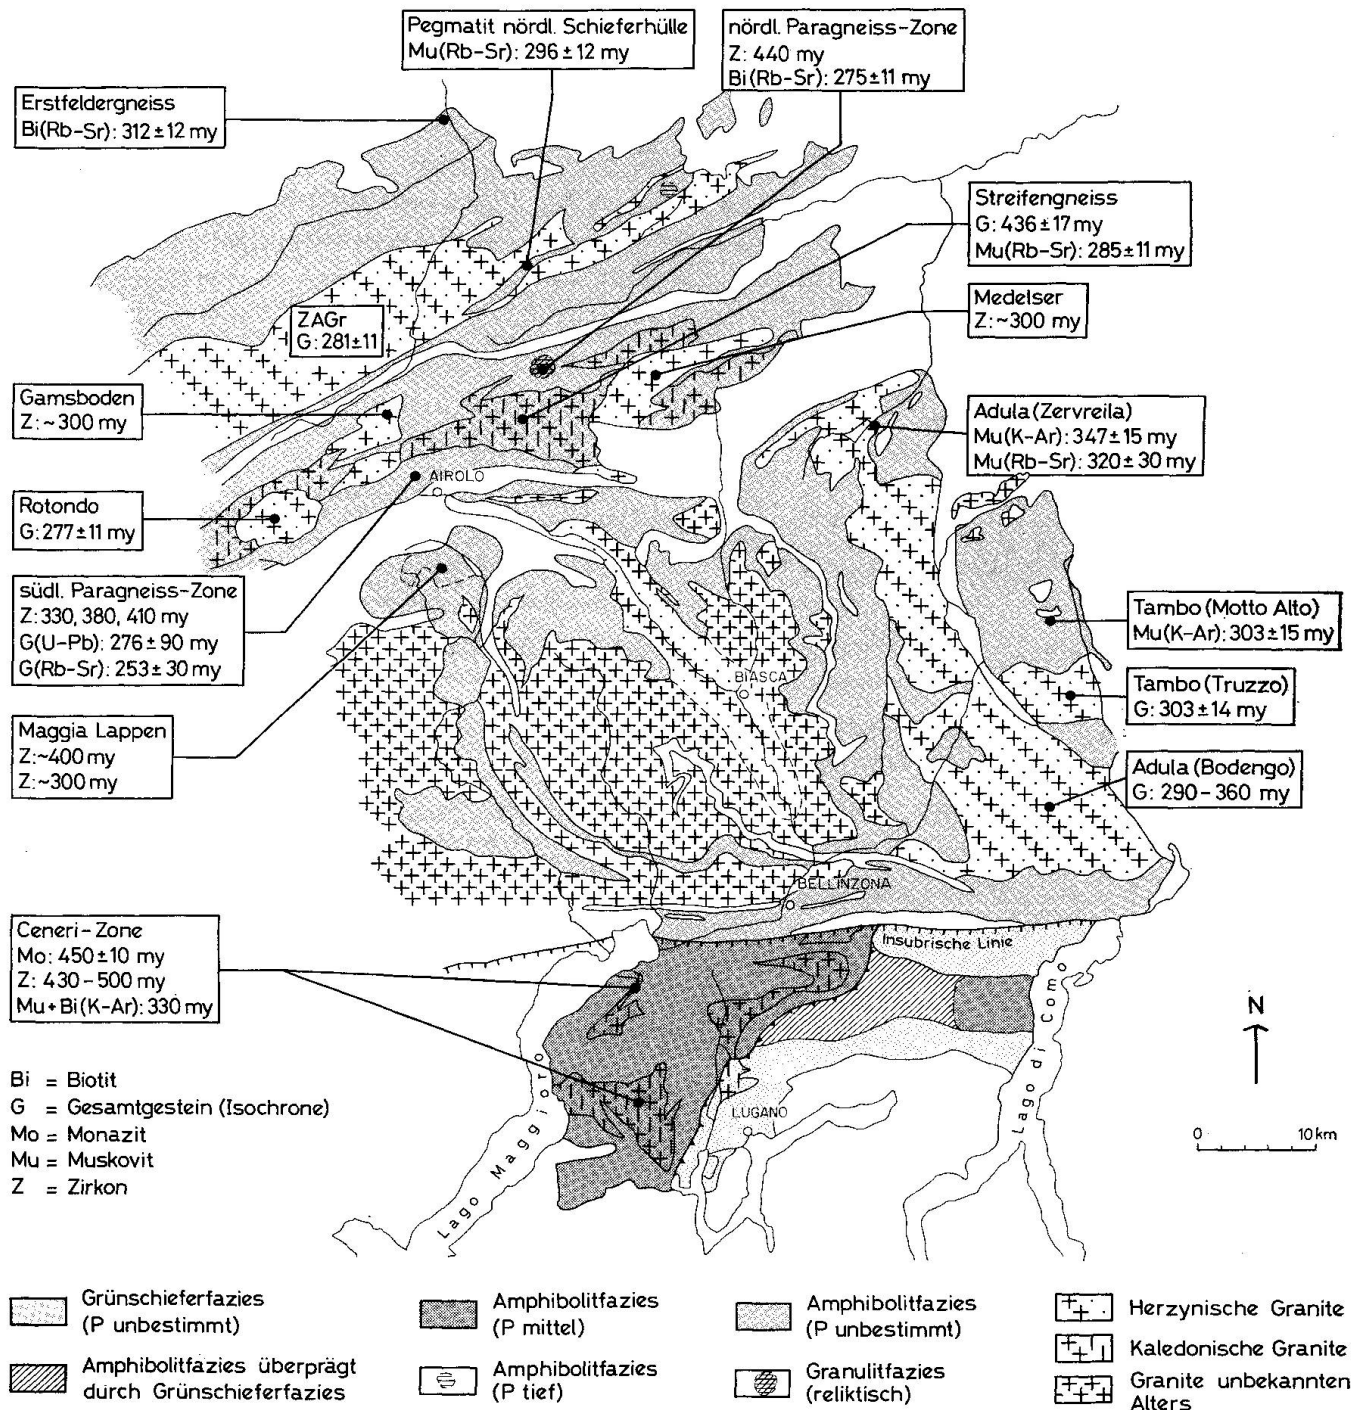 Pegmatit nördl. Schieferhülle
Mu(Rb-Sr): 296 ± 12 my
nördl. Paragneiss-Zone
Z: 440 my
Bi(Rb-Sr): 275 ± 11 my
Erstfeldergneiss
Bi(Rb-Sr): 312 ± 12 my
Streifengneiss
G: 436 ± 17 my
Mu(Rb-Sr): 285 ± 11 my
Medelser
Z: ~300 my
ZAGr
G: 281±11
Gamsboden
Z: ~300 my
Adula (Zervreila)
Mu(K-Ar): 347 ± 15 my
Mu(Rb-Sr): 320 ± 30 my
AIROLO
Rotondo
G: 277 ± 11 my
südl. Paragneiss-Zone
Z: 330, 380, 410 my
G(U-Pb): 276 ± 90 my
G(Rb-Sr): 253 ± 30 my
Tambo (Motto Alto)
Mu(K-Ar): 303 ± 15 my
BIASCA
Tambo (Truzzo)
G: 303 ± 14 my
Maggia Lappen
Z: ~400 my
Z: ~300 my
Adula (Bodengo)
G: 290 - 360 my
BELLINZONA
Ceneri-Zone
Mo: 450 ± 10 my
Z: 430 - 500 my
Mu + Bi(K-Ar): 330 my
Insubrische Linie
Lago di Como
N
Lago Maggiore
LUGANO
0 10 km
Bi = Biotit
G = Gesamtgestein (Isochrone)
Mo = Monazit
Mu = Muskovit
Z = Zirkon
Grünschieferfazies
(P unbestimmt)
Amphibolitfazies überprägt
durch Grünschieferfazies
Amphibolitfazies
(P mittel)
Amphibolitfazies
(P tief)
Amphibolitfazies
(P unbestimmt)
Granulitfazies
(reliktisch)
Herzynische Granite
Kaledonische Granite
Granite unbekannten
Alters